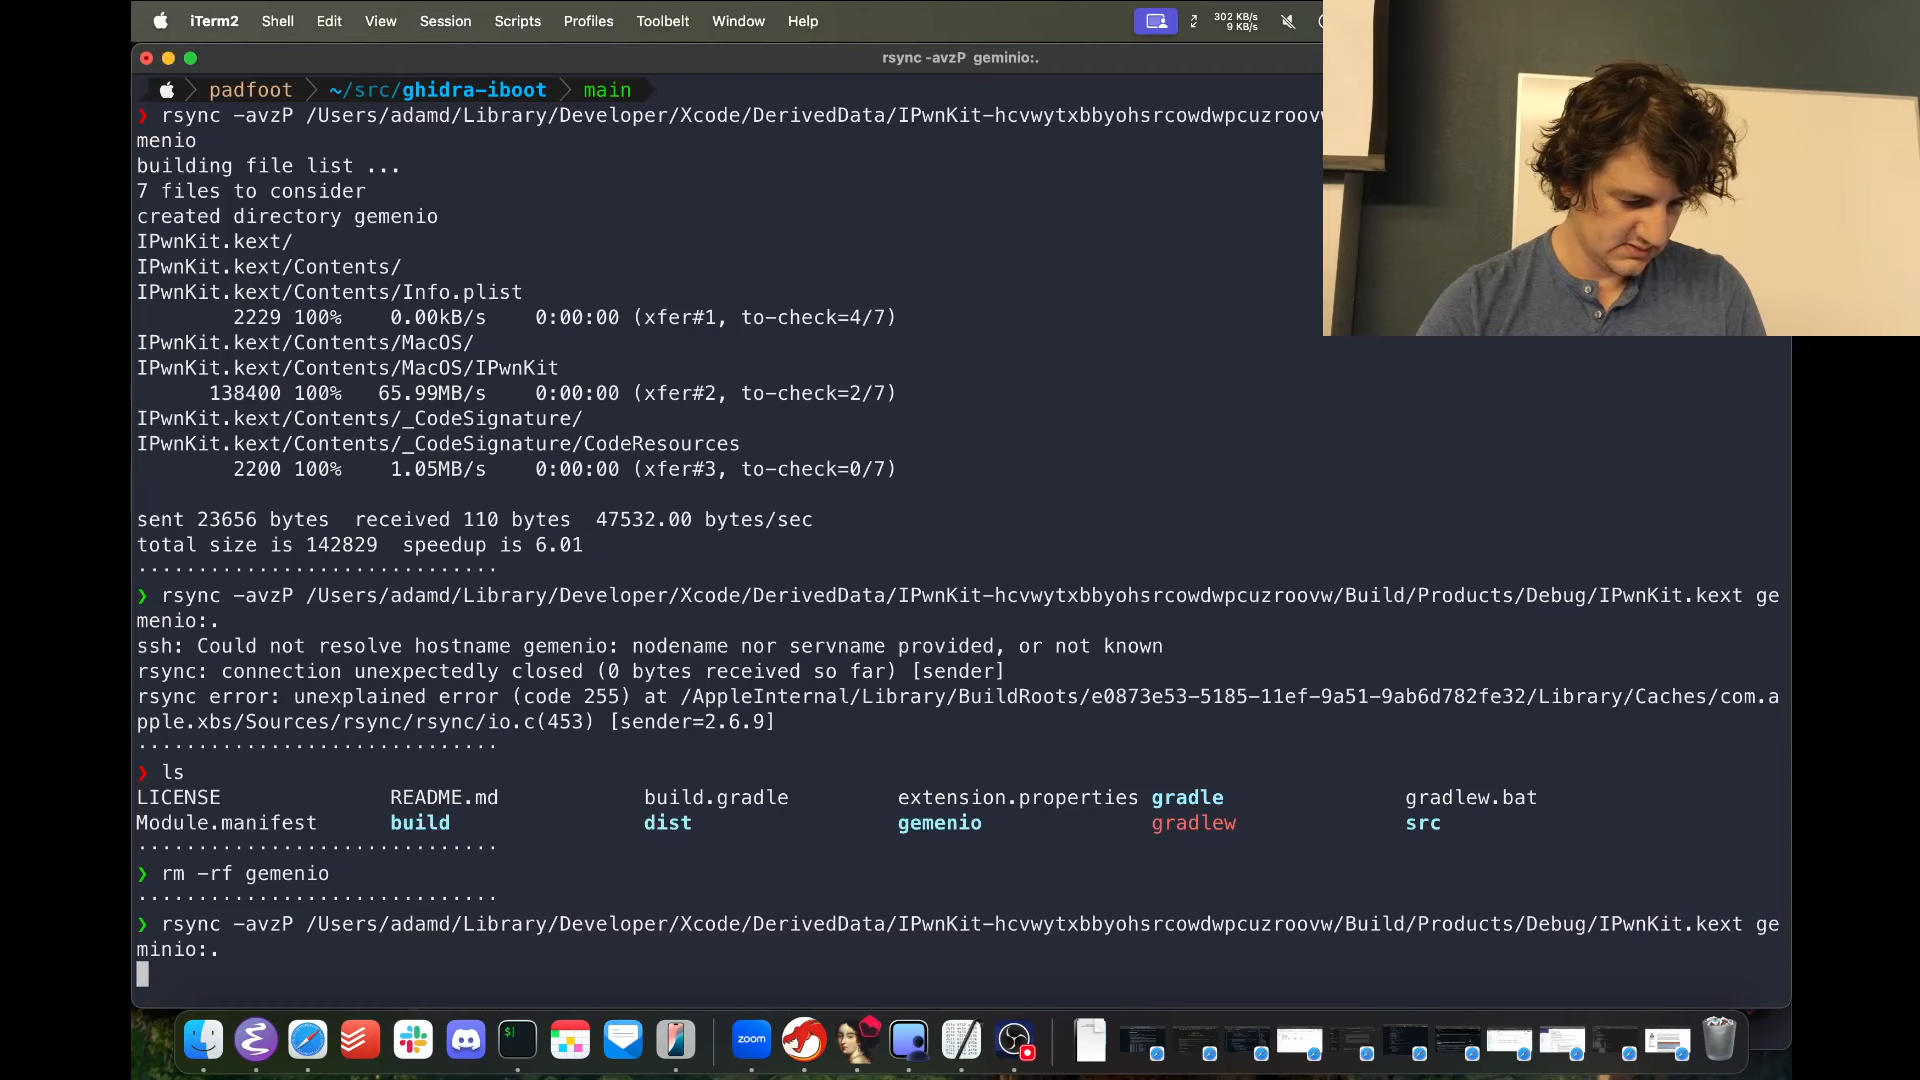 iTerm2 Shell Edit View Session Scripts Profiles Toolbelt Window Help 302 KB/s
9 KB/s
rsync -avzP geminio:.
padfoot ~/src/ghidra-iboot main
❯ rsync -avzP /Users/adamd/Library/Developer/Xcode/DerivedData/IPwnKit-hcvwytxbbyohsrcowdwpcuzroov
menio
building file list ...
7 files to consider
created directory gemenio
IPwnKit.kext/
IPwnKit.kext/Contents/
IPwnKit.kext/Contents/Info.plist
2229 100% 0.00kB/s 0:00:00 (xfer#1, to-check=4/7)
IPwnKit.kext/Contents/MacOS/
IPwnKit.kext/Contents/MacOS/IPwnKit
138400 100% 65.99MB/s 0:00:00 (xfer#2, to-check=2/7)
IPwnKit.kext/Contents/_CodeSignature/
IPwnKit.kext/Contents/_CodeSignature/CodeResources
2200 100% 1.05MB/s 0:00:00 (xfer#3, to-check=0/7)
sent 23656 bytes received 110 bytes 47532.00 bytes/sec
total size is 142829 speedup is 6.01
❯ rsync -avzP /Users/adamd/Library/Developer/Xcode/DerivedData/IPwnKit-hcvwytxbbyohsrcowdwpcuzroovw/Build/Products/Debug/IPwnKit.kext ge
menio:.
ssh: Could not resolve hostname gemenio: nodename nor servname provided, or not known
rsync: connection unexpectedly closed (0 bytes received so far) [sender]
rsync error: unexplained error (code 255) at /AppleInternal/Library/BuildRoots/e0873e53-5185-11ef-9a51-9ab6d782fe32/Library/Caches/com.a
pple.xbs/Sources/rsync/rsync/io.c(453) [sender=2.6.9]
❯ ls
LICENSE README.md build.gradle extension.properties gradle gradlew.bat
Module.manifest build dist gemenio gradlew src
❯ rm -rf gemenio
❯ rsync -avzP /Users/adamd/Library/Developer/Xcode/DerivedData/IPwnKit-hcvwytxbbyohsrcowdwpcuzroovw/Build/Products/Debug/IPwnKit.kext ge
minio:.
zoom